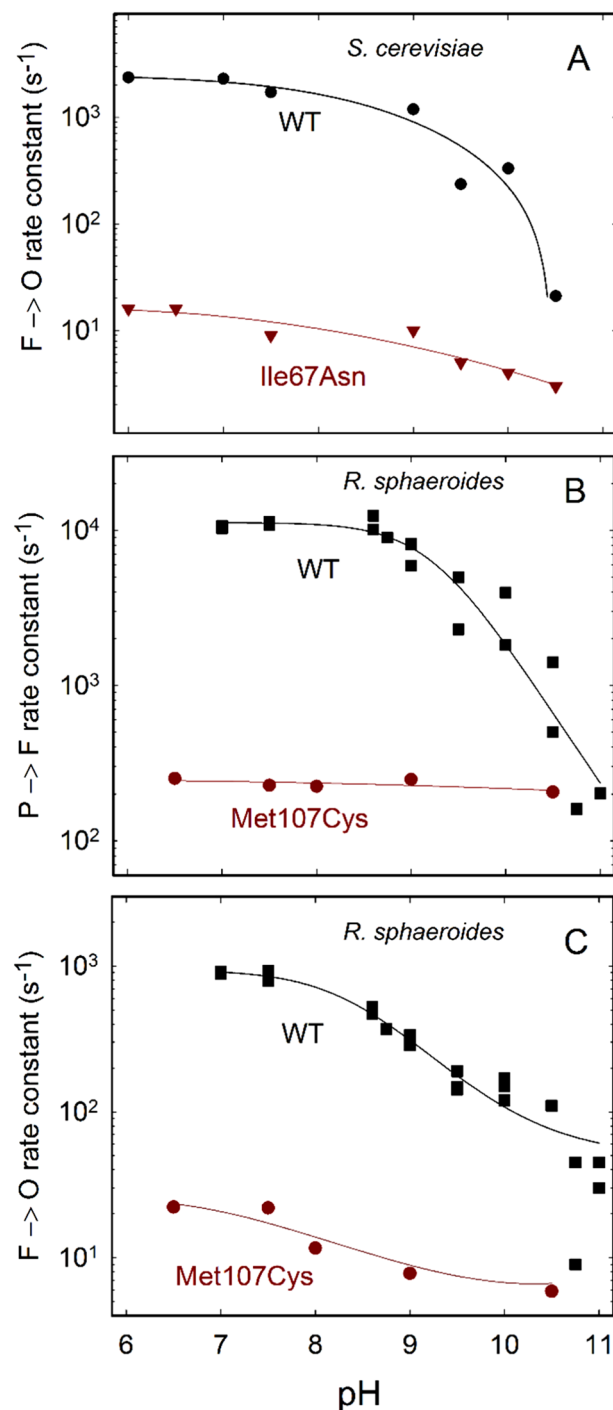 S. cerevisiae A
10³
WT
10²
10¹
Ile67Asn
F –> O rate constant (s⁻¹)
R. sphaeroides B
10⁴
WT
10³
Met107Cys
10²
P –> F rate constant (s⁻¹)
R. sphaeroides C
10³
WT
10²
Met107Cys
10¹
F –> O rate constant (s⁻¹)
6 7 8 9 10 11
pH